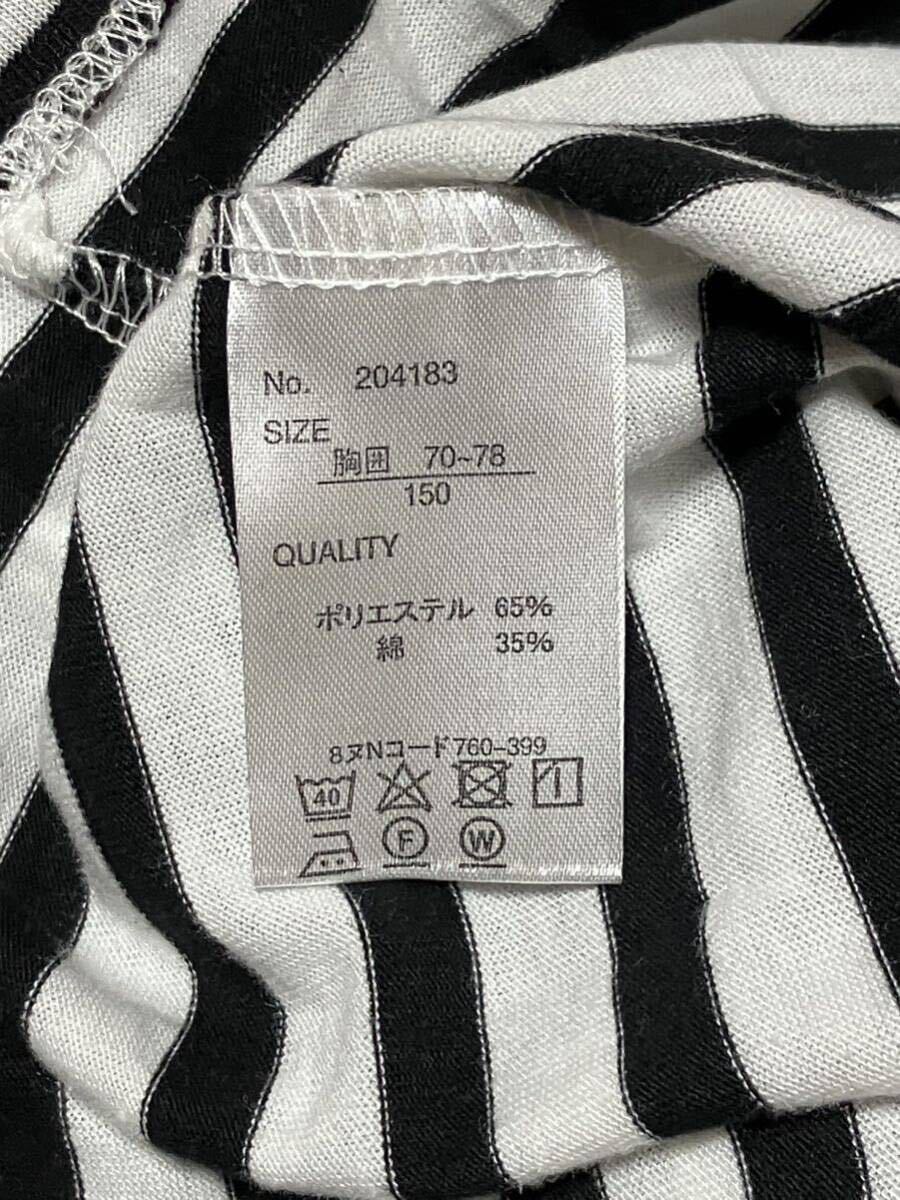 No. 204183
SIZE
胸囲 70~78
150
QUALITY
ポリエステル 65%
綿 35%
8ヌNコード760-399
40
F W